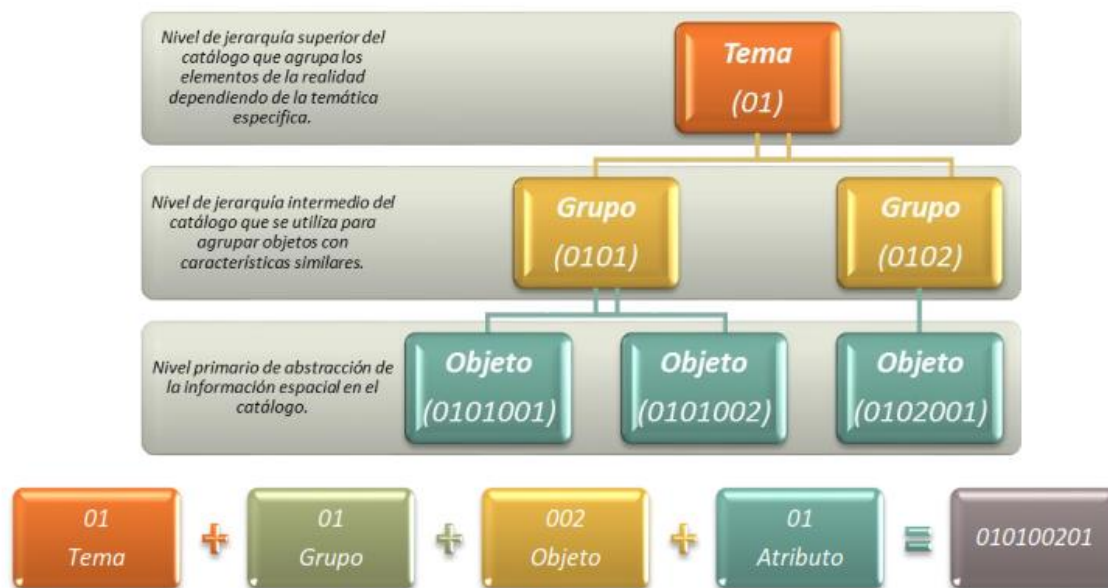 Nivel de jerarquía superior del
catálogo que agrupa los
elementos de la realidad
dependiendo de la temática
especifica.
Tema
(01)
Nivel de jerarquía intermedio del
catálogo que se utiliza para
agrupar objetos con
características similares.
Grupo
(0101)
Grupo
(0102)
Nivel primario de abstracción de
la información espacial en el
catálogo.
Objeto
(0101001)
Objeto
(0101002)
Objeto
(0102001)
01
Tema
+
01
Grupo
+
002
Objeto
+
01
Atributo
=
010100201